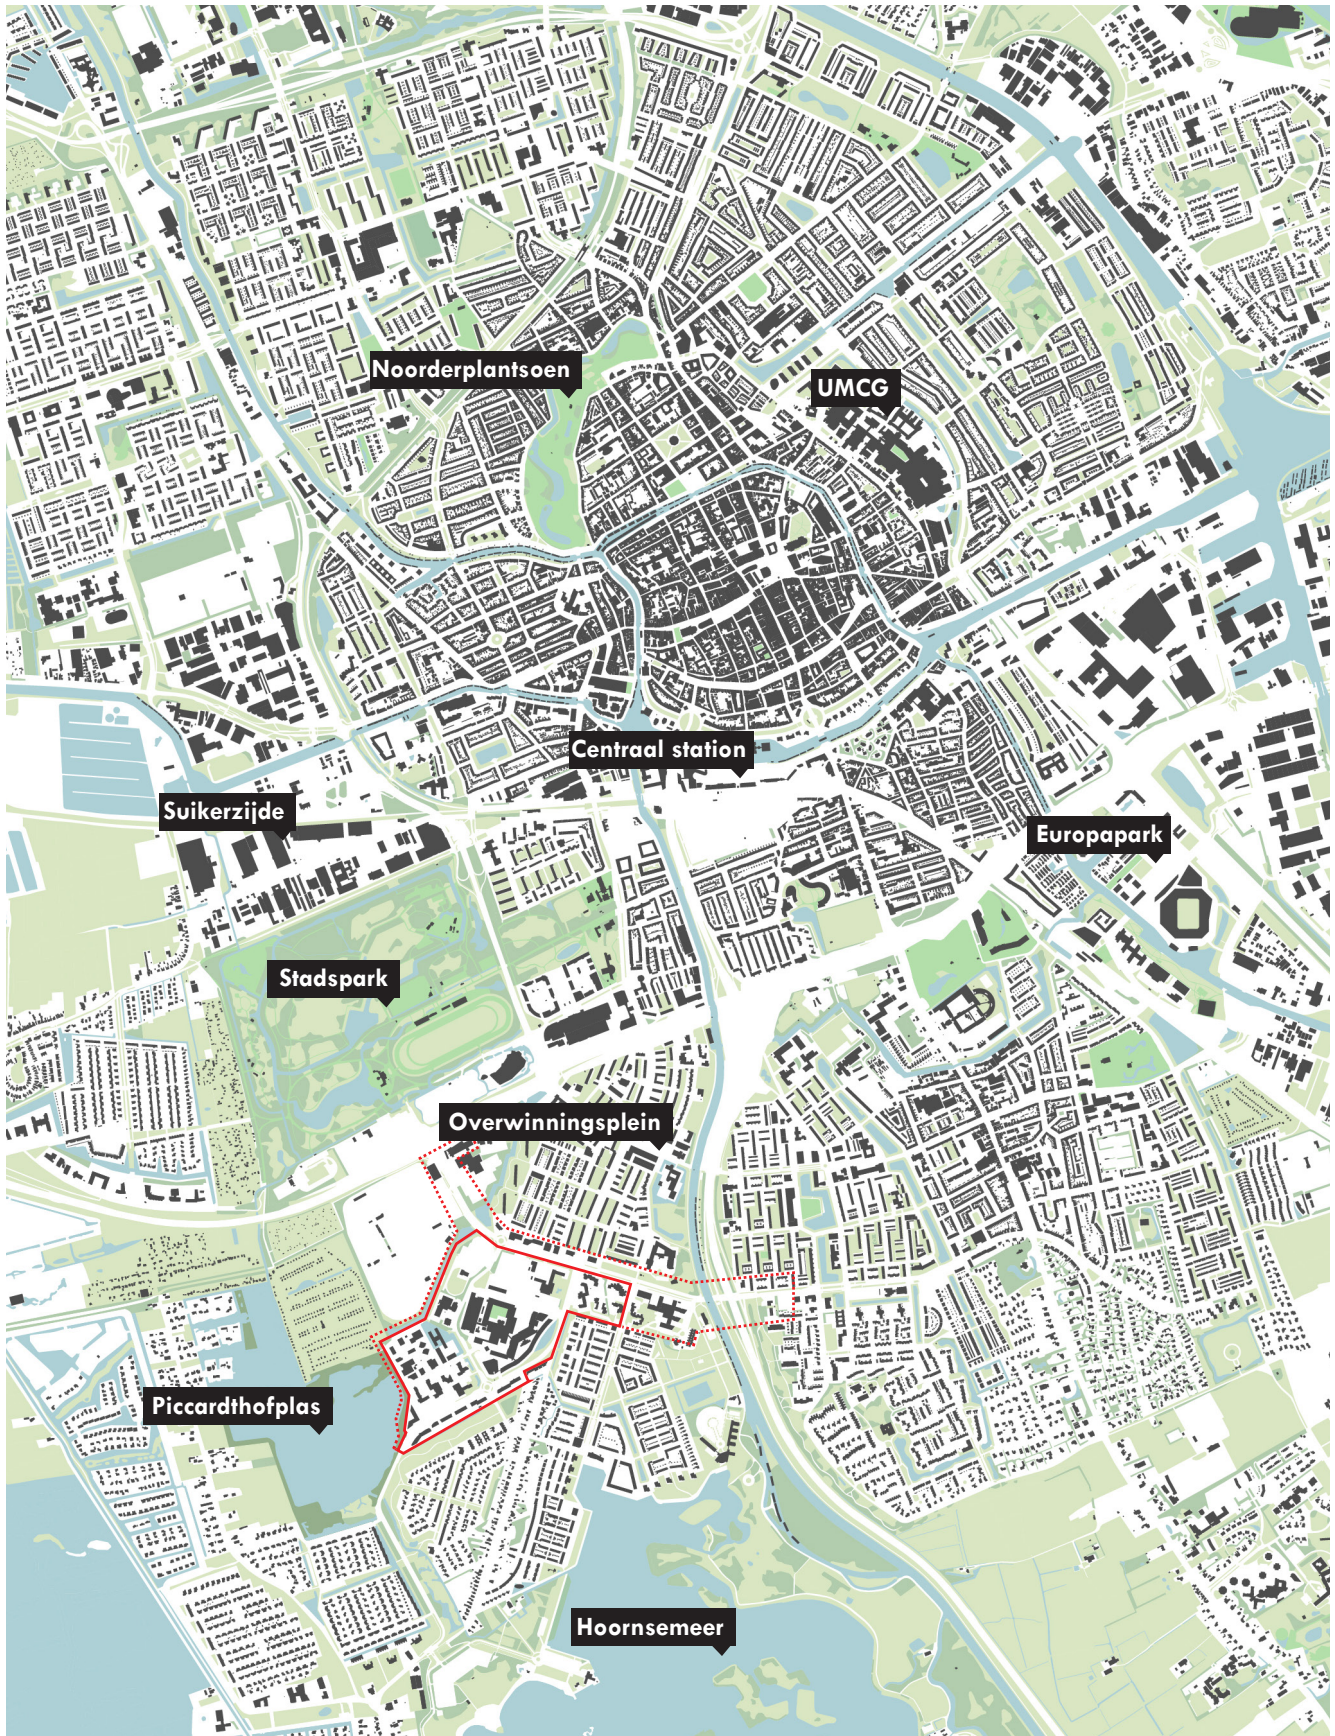 Noorderplantsoen
UMCG
Centraal station
Suikerzijde
Europapark
Stadspark
Overwinningsplein
Piccardthofplas
Hoornsemeer